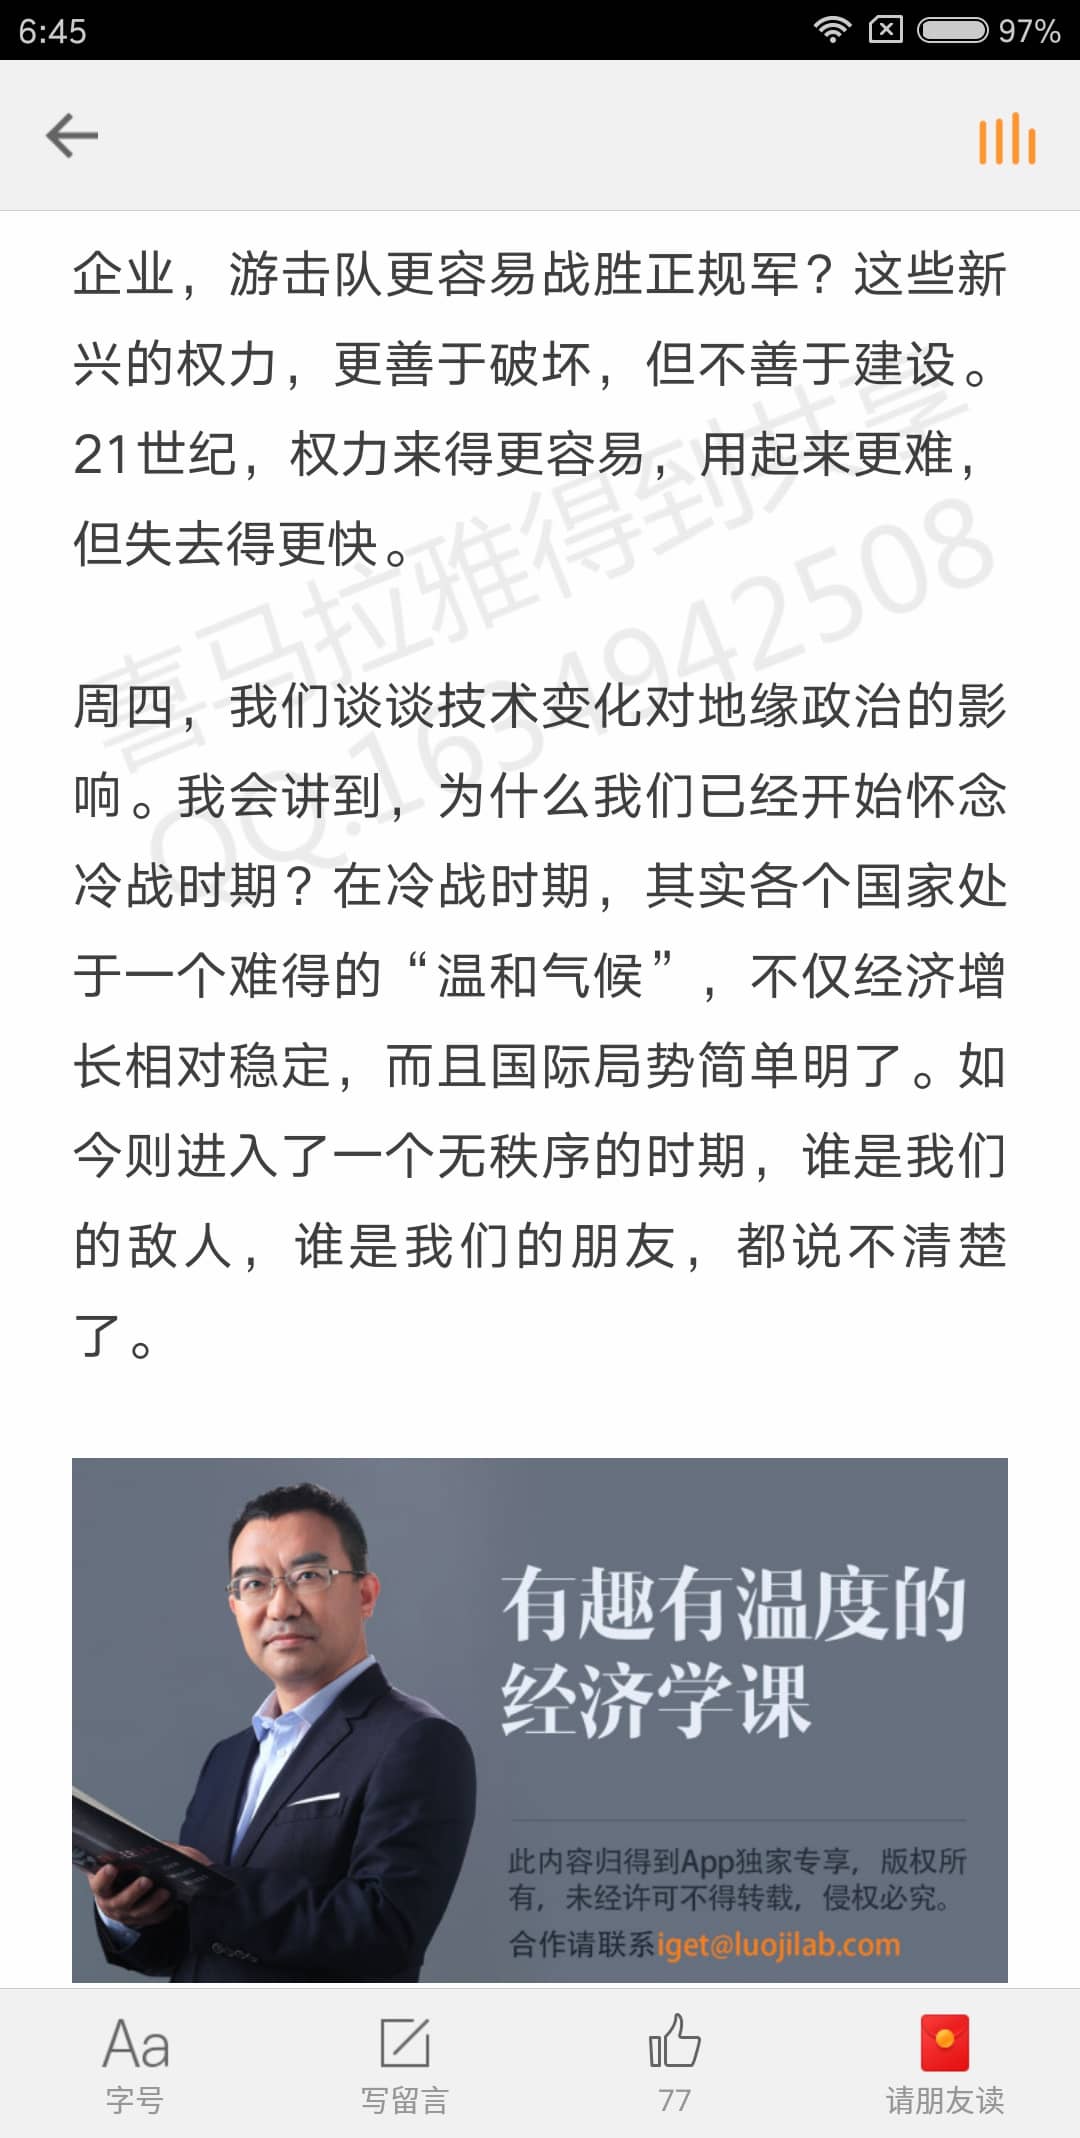 6:45
97%
企业，游击队更容易战胜正规军？这些新
兴的权力，更善于破坏，但不善于建设。
21世纪，权力来得更容易，用起来更难，
但失去得更快。
喜马拉雅得到共享
QQ:1634942508
周四，我们谈谈技术变化对地缘政治的影
响。我会讲到，为什么我们已经开始怀念
冷战时期？在冷战时期，其实各个国家处
于一个难得的“温和气候”，不仅经济增
长相对稳定，而且国际局势简单明了。如
今则进入了一个无秩序的时期，谁是我们
的敌人，谁是我们的朋友，都说不清楚
了。
有趣有温度的
经济学课
此内容归得到App独家专享，版权所
有，未经许可不得转载，侵权必究。
合作请联系iget@luojilab.com
Aa
字号
写留言
77
请朋友读